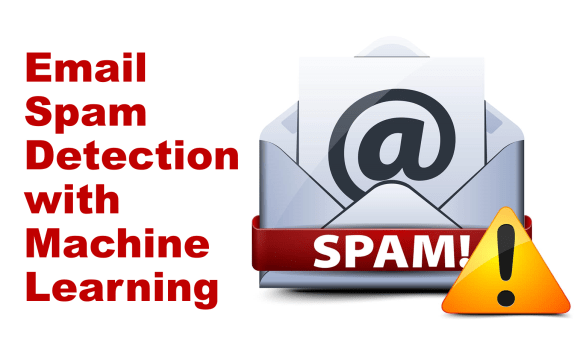 Email
Spam
Detection
with
Machine
Learning
@
SPAM!
!